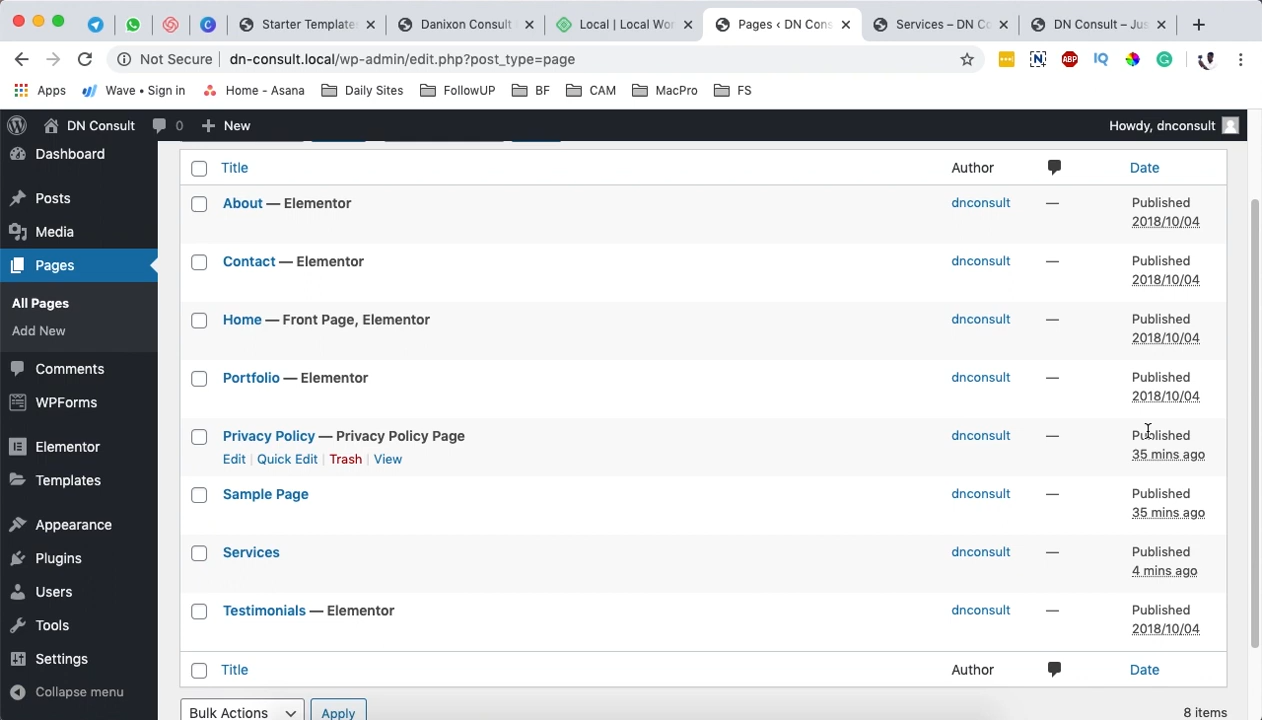 Starter Template
Danixon Consult
Local | Local Wor
Pages ‹ DN Cons
Services – DN Co
DN Consult – Jus
Not Secure
dn-consult.local/wp-admin/edit.php?post_type=page
ABP
IQ
Apps
Wave • Sign in
Home - Asana
Daily Sites
FollowUP
BF
CAM
MacPro
FS
DN Consult
0
New
Howdy, dnconsult
Dashboard
Posts
Media
Pages
All Pages
Add New
Comments
WPForms
Elementor
Templates
Appearance
Plugins
Users
Tools
Settings
Collapse menu
Title Author Date
About — Elementor dnconsult — Published
2018/10/04
Contact — Elementor dnconsult — Published
2018/10/04
Home — Front Page, Elementor dnconsult — Published
2018/10/04
Portfolio — Elementor dnconsult — Published
2018/10/04
Privacy Policy — Privacy Policy Page dnconsult — Published
Edit | Quick Edit | Trash | View 35 mins ago
Sample Page dnconsult — Published
35 mins ago
Services dnconsult — Published
4 mins ago
Testimonials — Elementor dnconsult — Published
2018/10/04
Title Author Date
Bulk Actions Apply 8 items